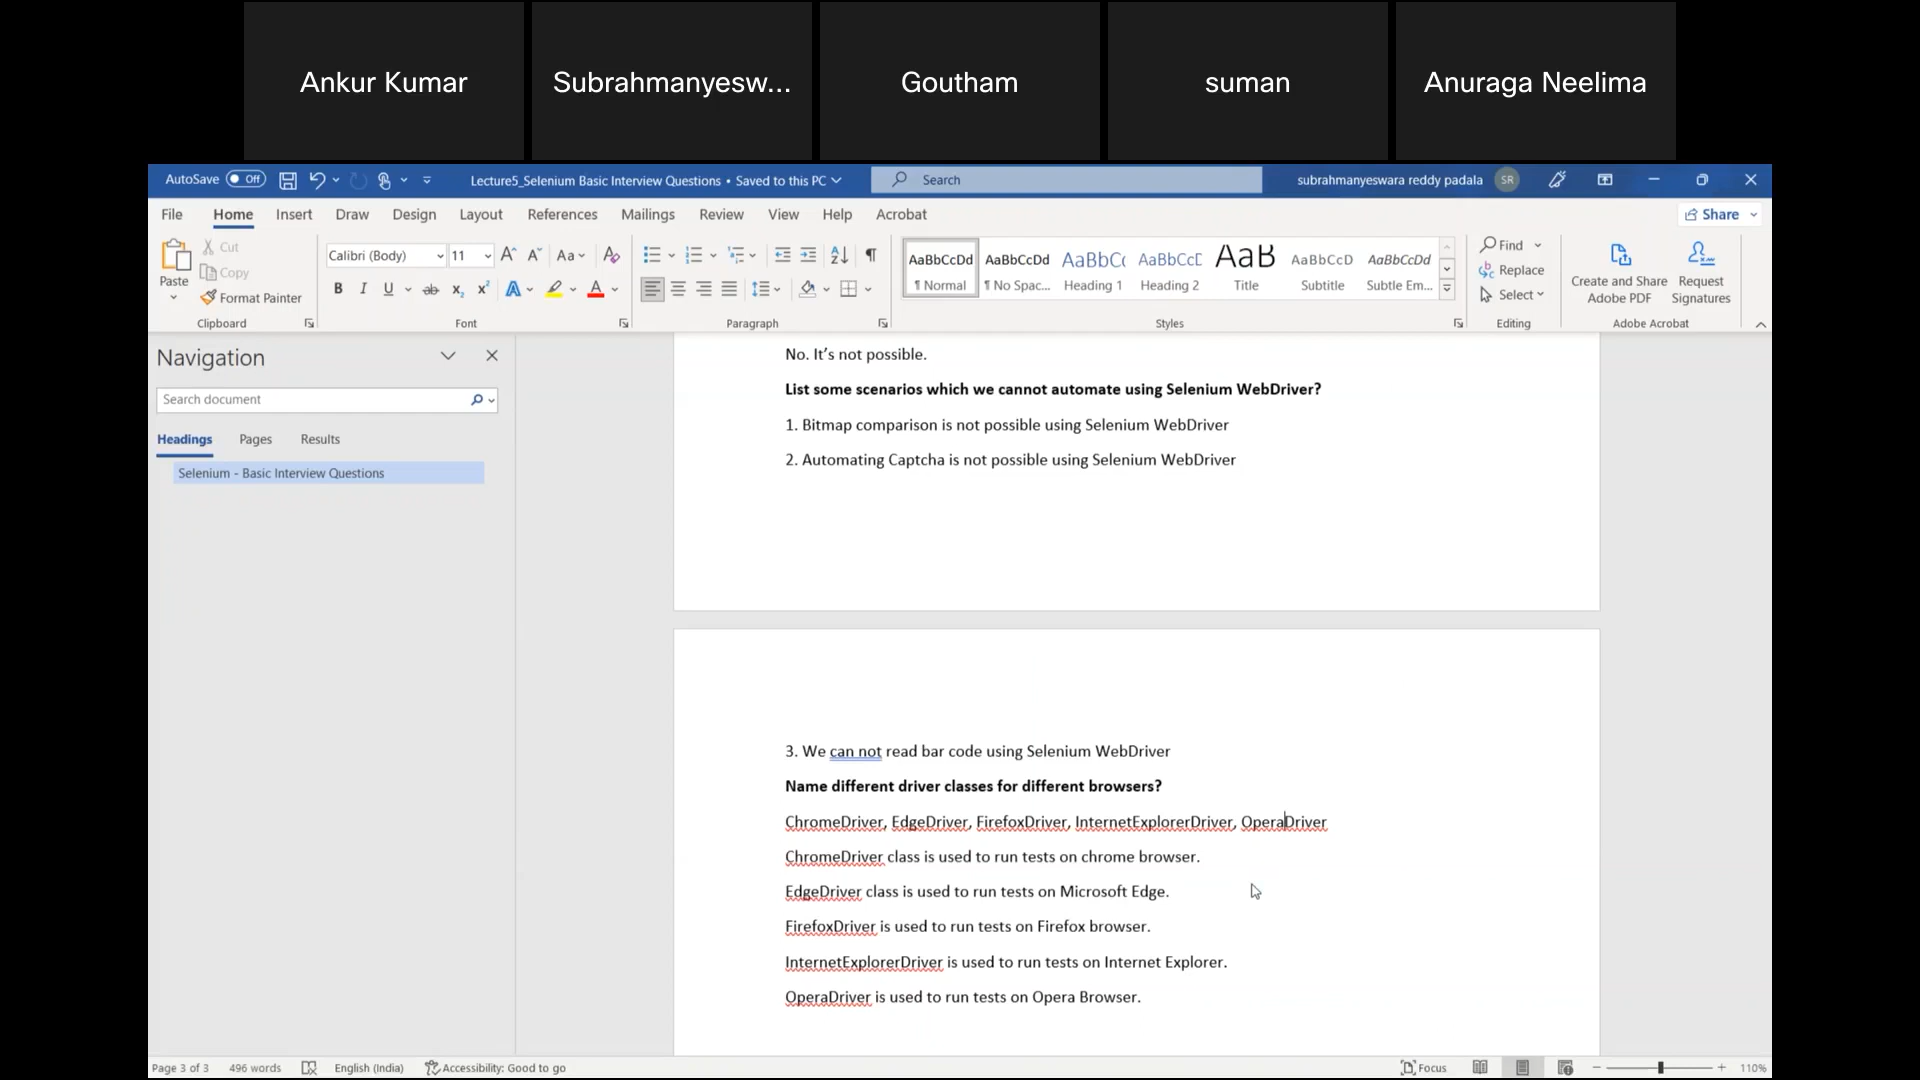 Ankur Kumar
Subrahmanyesw...
Goutham
suman
Anuraga Neelima
AutoSave Off
Lecture5_Selenium Basic Interview Questions • Saved to this PC
Search
subrahmanyeswara reddy padala SR
File Home Insert Draw Design Layout References Mailings Review View Help Acrobat
Share
Paste
Cut
Copy
Format Painter
Clipboard
Calibri (Body) 11
Font
Paragraph
AaBbCcDd
¶ Normal
AaBbCcDd
¶ No Spac...
AaBbC
Heading 1
AaBbCcD
Heading 2
AaB
Title
AaBbCcD
Subtitle
AaBbCcDd
Subtle Em...
Styles
Find
Replace
Select
Editing
Create and Share
Adobe PDF
Request
Signatures
Adobe Acrobat
Navigation
Search document
Headings Pages Results
Selenium - Basic Interview Questions
No. It’s not possible.
List some scenarios which we cannot automate using Selenium WebDriver?
1. Bitmap comparison is not possible using Selenium WebDriver
2. Automating Captcha is not possible using Selenium WebDriver
3. We can not read bar code using Selenium WebDriver
Name different driver classes for different browsers?
ChromeDriver, EdgeDriver, FirefoxDriver, InternetExplorerDriver, OperaDriver
ChromeDriver class is used to run tests on chrome browser.
EdgeDriver class is used to run tests on Microsoft Edge.
FirefoxDriver is used to run tests on Firefox browser.
InternetExplorerDriver is used to run tests on Internet Explorer.
OperaDriver is used to run tests on Opera Browser.
Page 3 of 3 496 words English (India) Accessibility: Good to go
Focus
110%